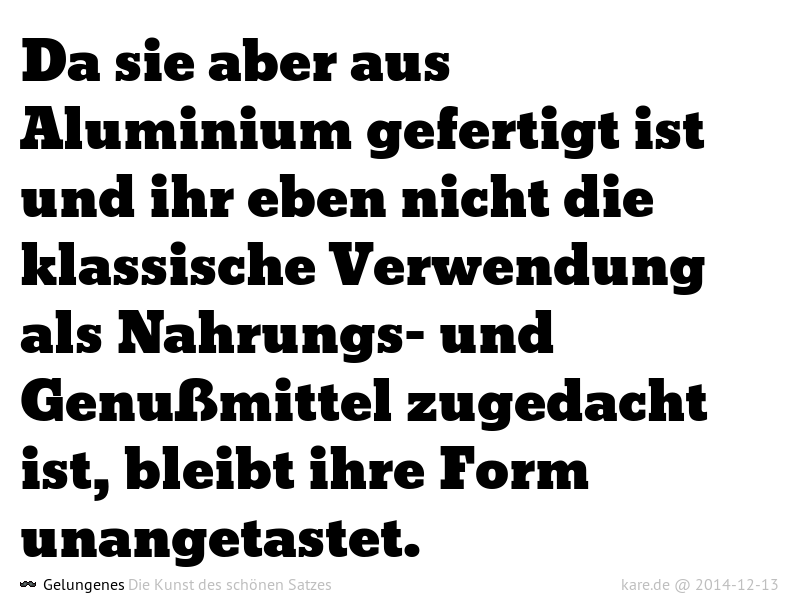 Da sie aber aus
Aluminium gefertigt ist
und ihr eben nicht die
klassische Verwendung
als Nahrungs- und
Genußmittel zugedacht
ist, bleibt ihre Form
unangetastet.
Gelungenes Die Kunst des schönen Satzes
kare.de @ 2014-12-13